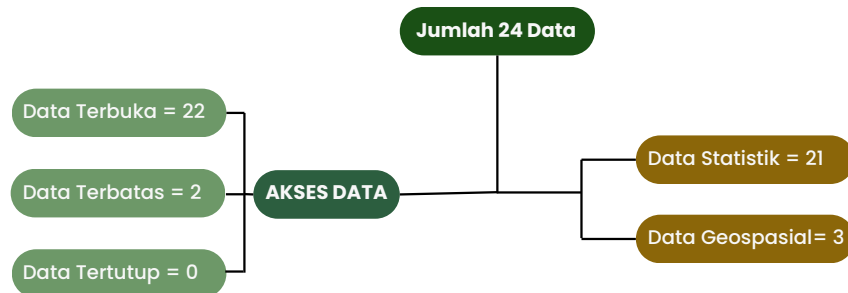 Jumlah 24 Data
Data Terbuka = 22
Data Terbatas = 2
Data Tertutup = 0
AKSES DATA
Data Statistik = 21
Data Geospasial= 3